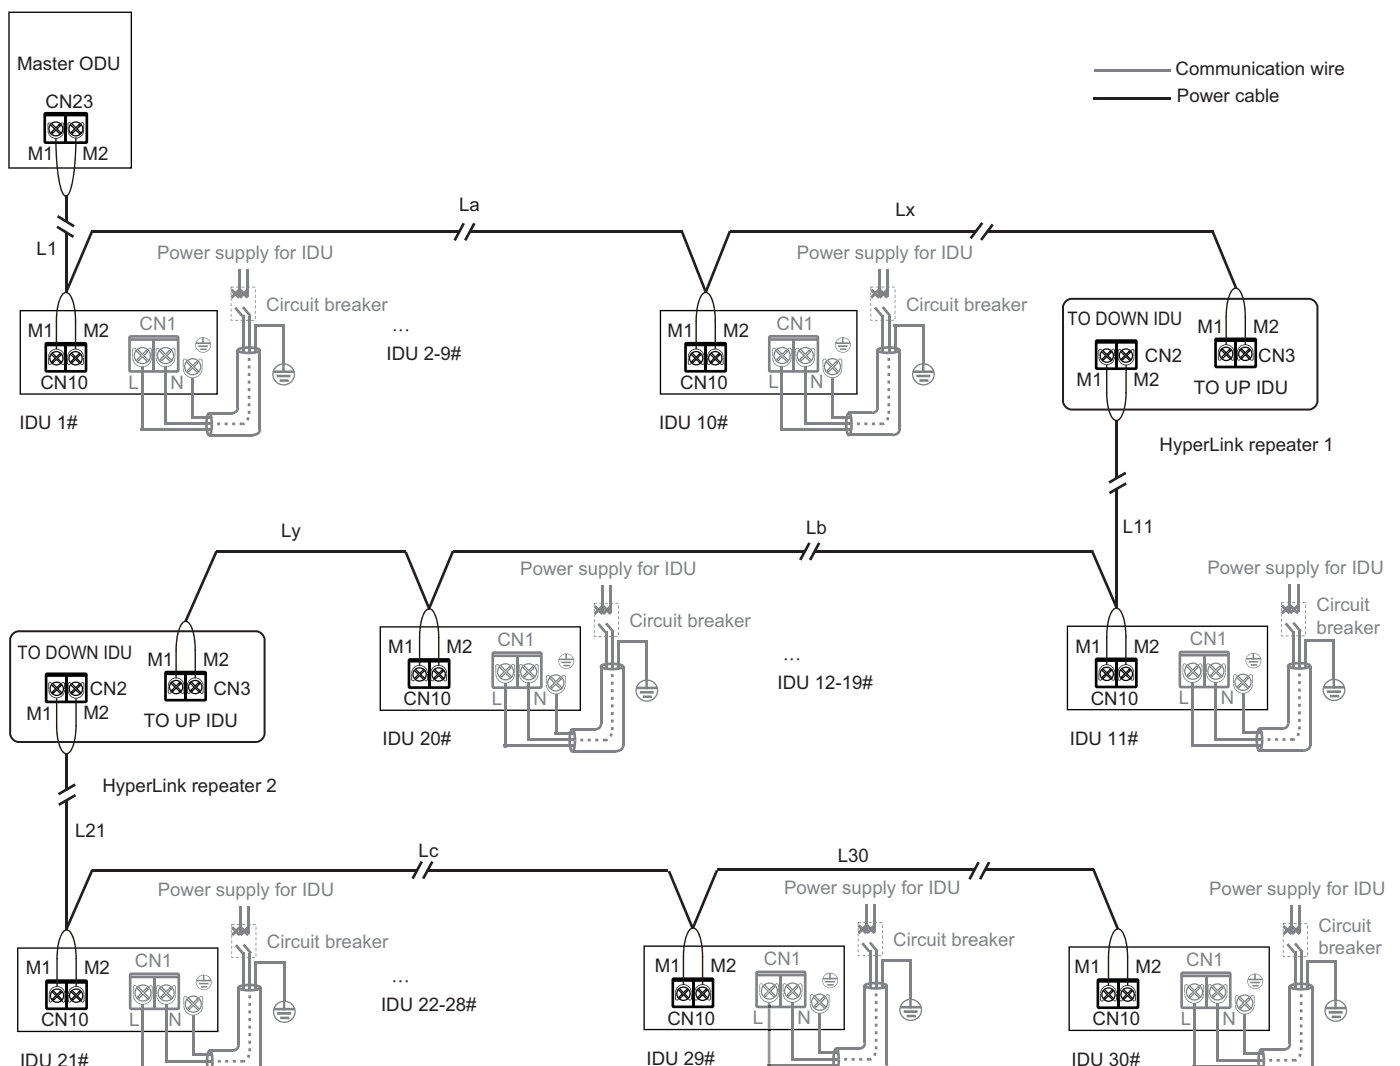 Master ODU
CN23
M1 M2
Communication wire
Power cable
L1
La
Lx
Power supply for IDU
Circuit breaker
M1 M2
CN1
CN10
L N
IDU 1#
...
IDU 2-9#
Power supply for IDU
Circuit breaker
M1 M2
CN1
CN10
L N
IDU 10#
TO DOWN IDU
CN2
M1 M2
M1 M2
CN3
TO UP IDU
HyperLink repeater 1
L11
Ly
Lb
TO DOWN IDU
CN2
M1 M2
M1 M2
CN3
TO UP IDU
HyperLink repeater 2
Power supply for IDU
Circuit breaker
M1 M2
CN1
CN10
L N
IDU 20#
...
IDU 12-19#
Power supply for IDU
Circuit
breaker
M1 M2
CN1
CN10
L N
IDU 11#
L21
Lc
L30
Power supply for IDU
Circuit breaker
M1 M2
CN1
CN10
L N
IDU 21#
...
IDU 22-28#
Power supply for IDU
Circuit breaker
M1 M2
CN1
CN10
L N
IDU 29#
Power supply for IDU
Circuit
breaker
M1 M2
CN1
CN10
L N
IDU 30#